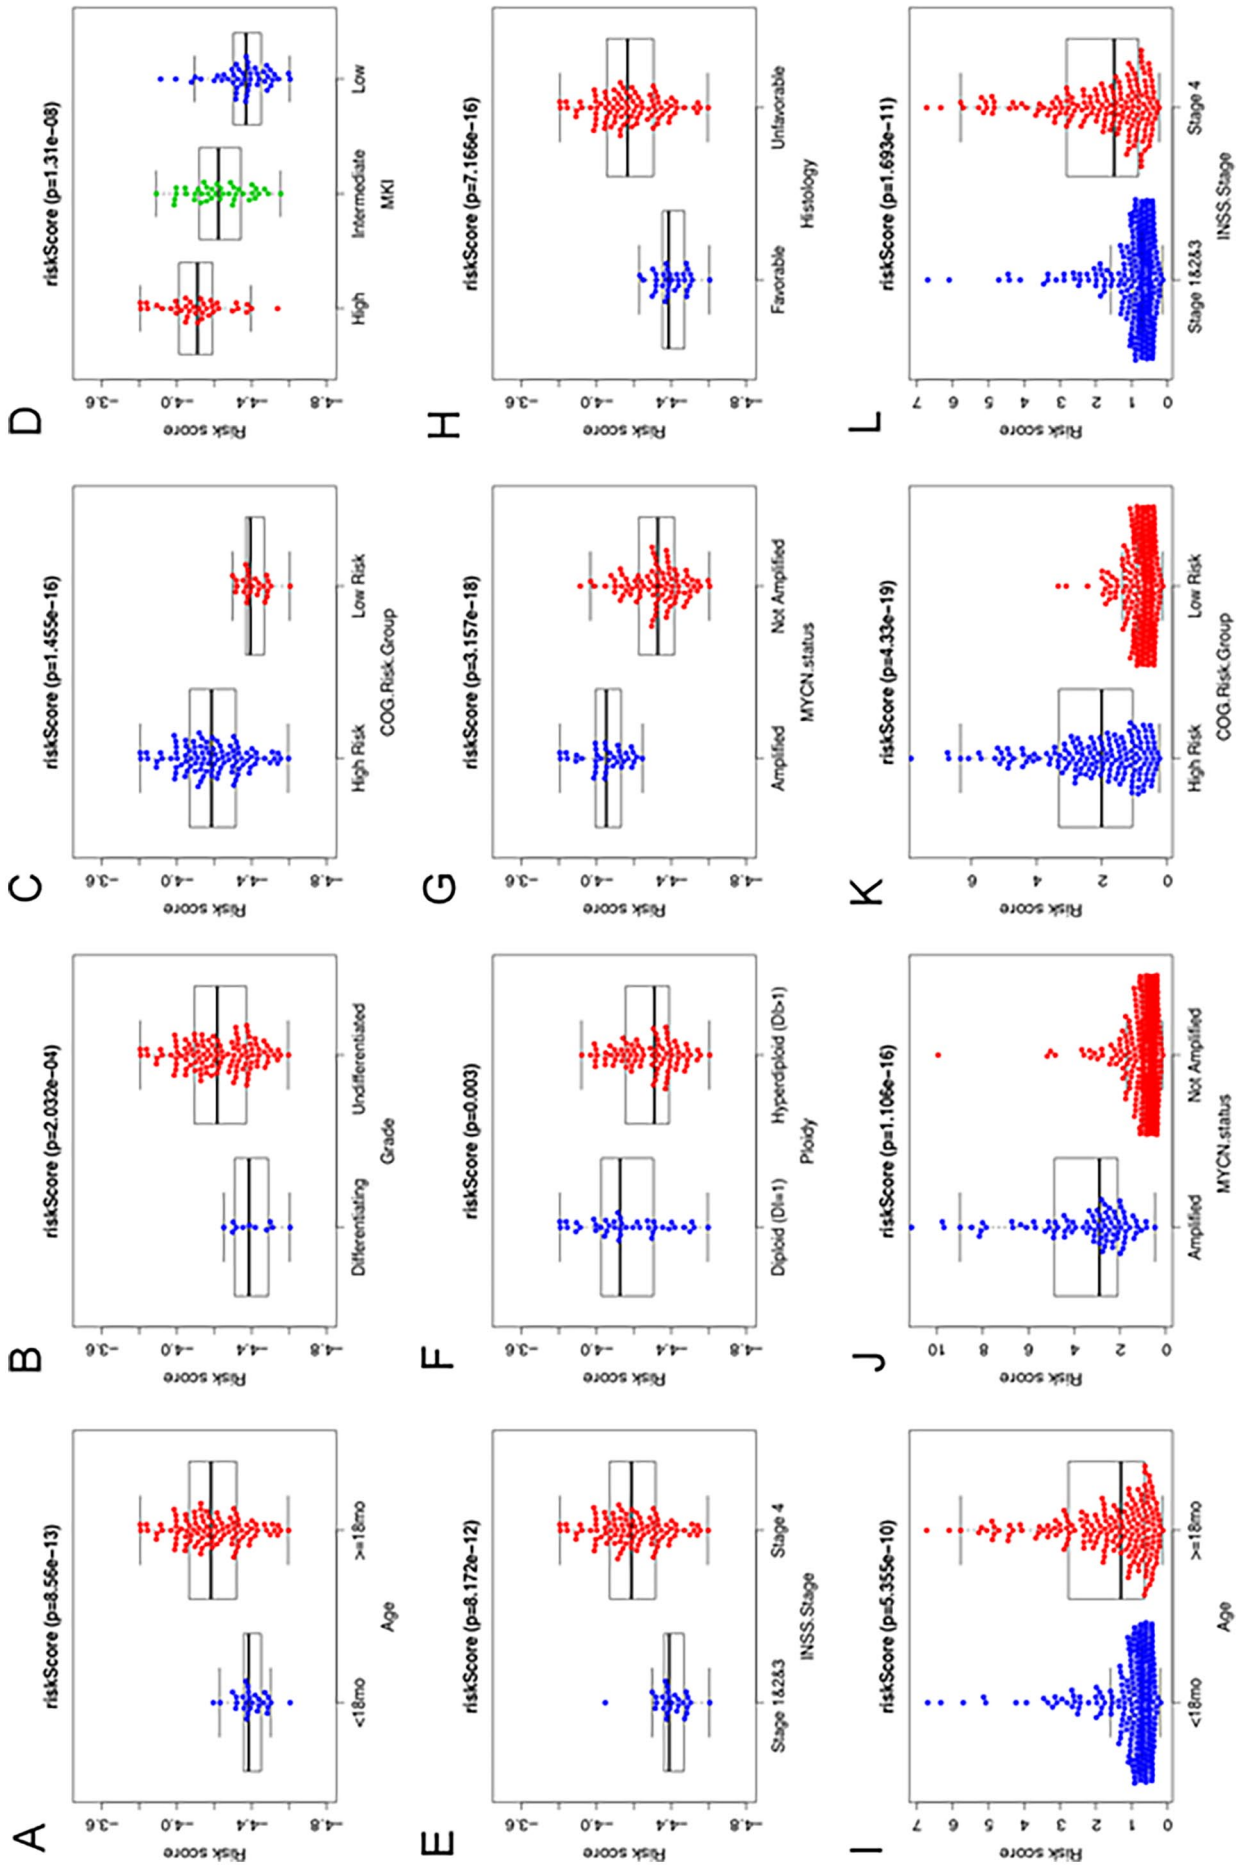 A
riskScore (p=8.56e−13)
Risk score
−3.6
−4.0
−4.4
−4.8
<18mo
>=18mo
Age
B
riskScore (p=2.032e−04)
Risk score
−3.6
−4.0
−4.4
−4.8
Differentiating
Undifferentiated
Grade
C
riskScore (p=1.455e−16)
Risk score
−3.6
−4.0
−4.4
−4.8
High Risk
Low Risk
COG.Risk.Group
D
riskScore (p=1.31e−08)
Risk score
−3.6
−4.0
−4.4
−4.8
High
Intermediate
Low
MKI
E
riskScore (p=8.172e−12)
Risk score
−3.6
−4.0
−4.4
−4.8
Stage 1&2&3
Stage 4
INSS.Stage
F
riskScore (p=0.003)
Risk score
−3.6
−4.0
−4.4
−4.8
Diploid (DI=1)
Hyperdiploid (Db>1)
Ploidy
G
riskScore (p=3.157e−18)
Risk score
−3.6
−4.0
−4.4
−4.8
Amplified
Not Amplified
MYCN.status
H
riskScore (p=7.166e−16)
Risk score
−3.6
−4.0
−4.4
−4.8
Favorable
Unfavorable
Histology
I
riskScore (p=5.355e−10)
Risk score
7
6
5
4
3
2
1
0
<18mo
>=18mo
Age
J
riskScore (p=1.106e−16)
Risk score
10
8
6
4
2
0
Amplified
Not Amplified
MYCN.status
K
riskScore (p=4.33e−19)
Risk score
6
4
2
0
High Risk
Low Risk
COG.Risk.Group
L
riskScore (p=1.693e−11)
Risk score
7
6
5
4
3
2
1
0
Stage 1&2&3
Stage 4
INSS.Stage